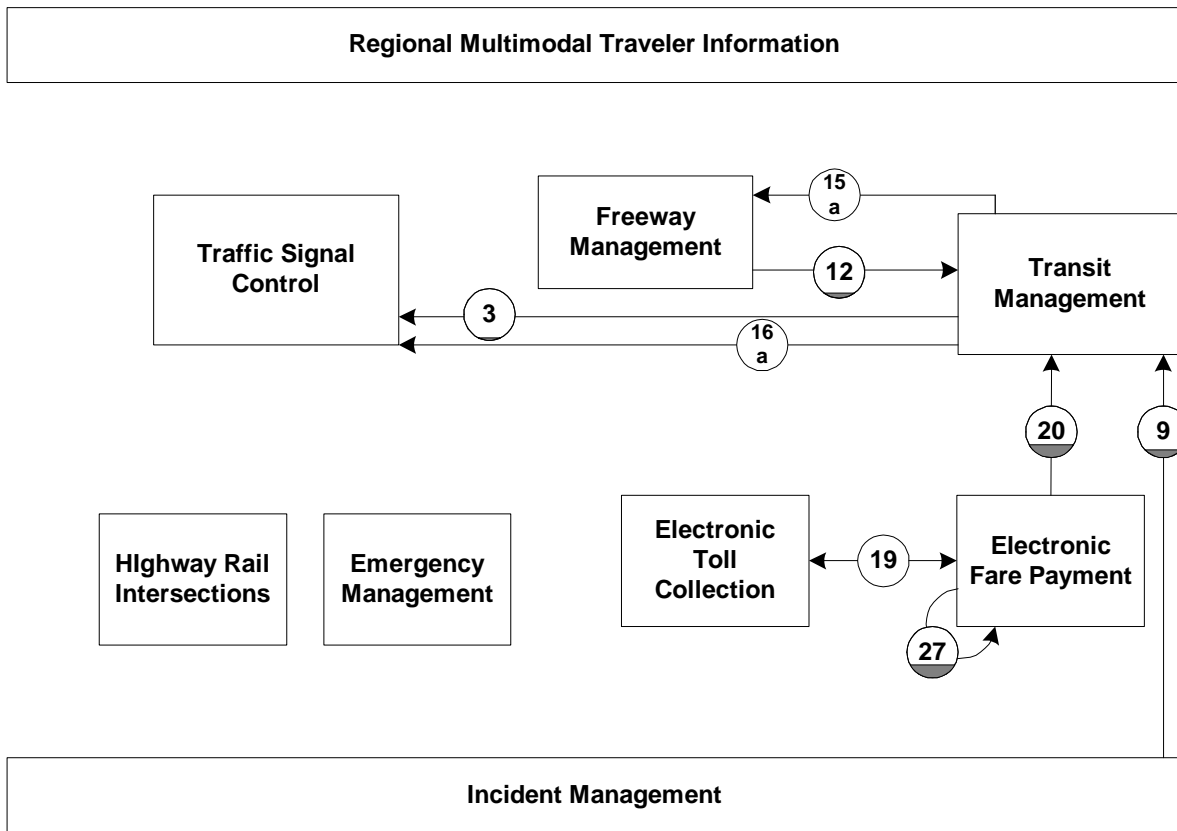 Regional Multimodal Traveler Information
15
a
Freeway
Management
Traffic Signal
Control
12
Transit
Management
3
16
a
20
9
HIghway Rail
Intersections
Emergency
Management
Electronic
Toll
Collection
19
Electronic
Fare Payment
27
Incident Management